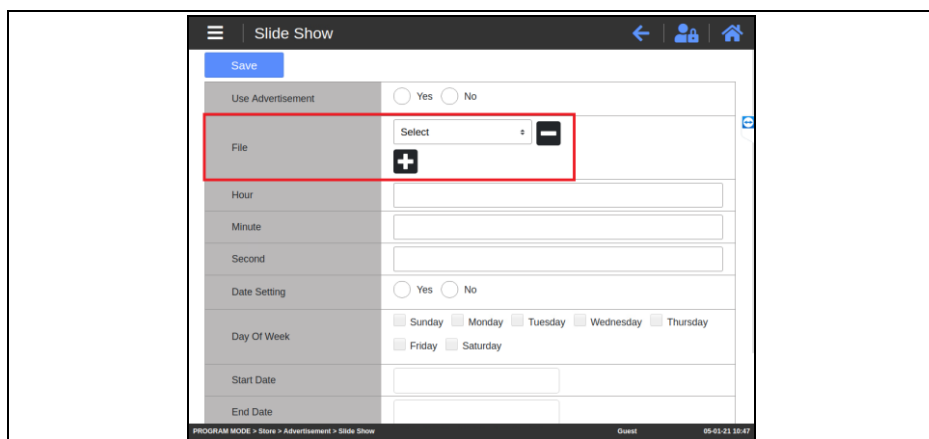 Slide Show
Save
Use Advertisement Yes No
File Select
Hour
Minute
Second
Date Setting Yes No
Day Of Week Sunday Monday Tuesday Wednesday Thursday
Friday Saturday
Start Date
End Date
PROGRAM MODE > Store > Advertisement > Slide Show Guest 05-01-21 10:47